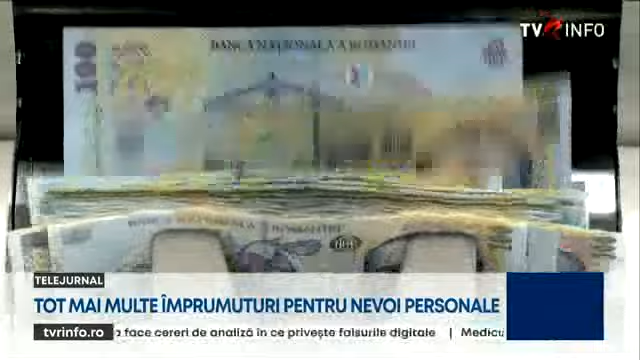 TVR INFO
100
BANCA NAȚIONALĂ A ROMÂNIEI
TELEJURNAL
TOT MAI MULTE ÎMPRUMUTURI PENTRU NEVOI PERSONALE
tvrinfo.ro
a face cereri de analiză în ce privește falsurile digitale | Medicu